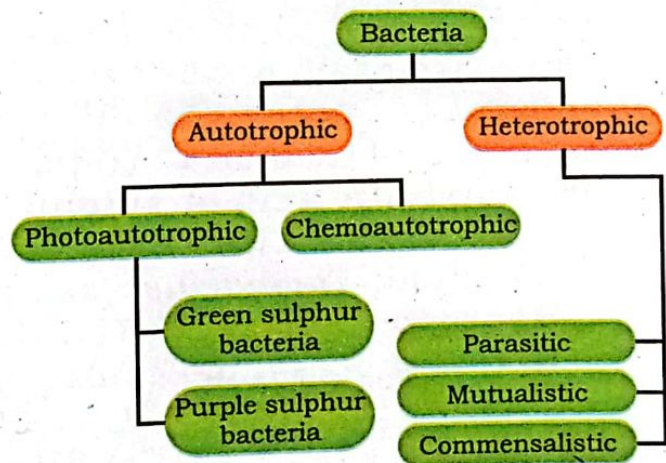 Bacteria
Autotrophic
Heterotrophic
Photoautotrophic
Chemoautotrophic
Green sulphur
bacteria
Purple sulphur
bacteria
Parasitic
Mutualistic
Commensalistic